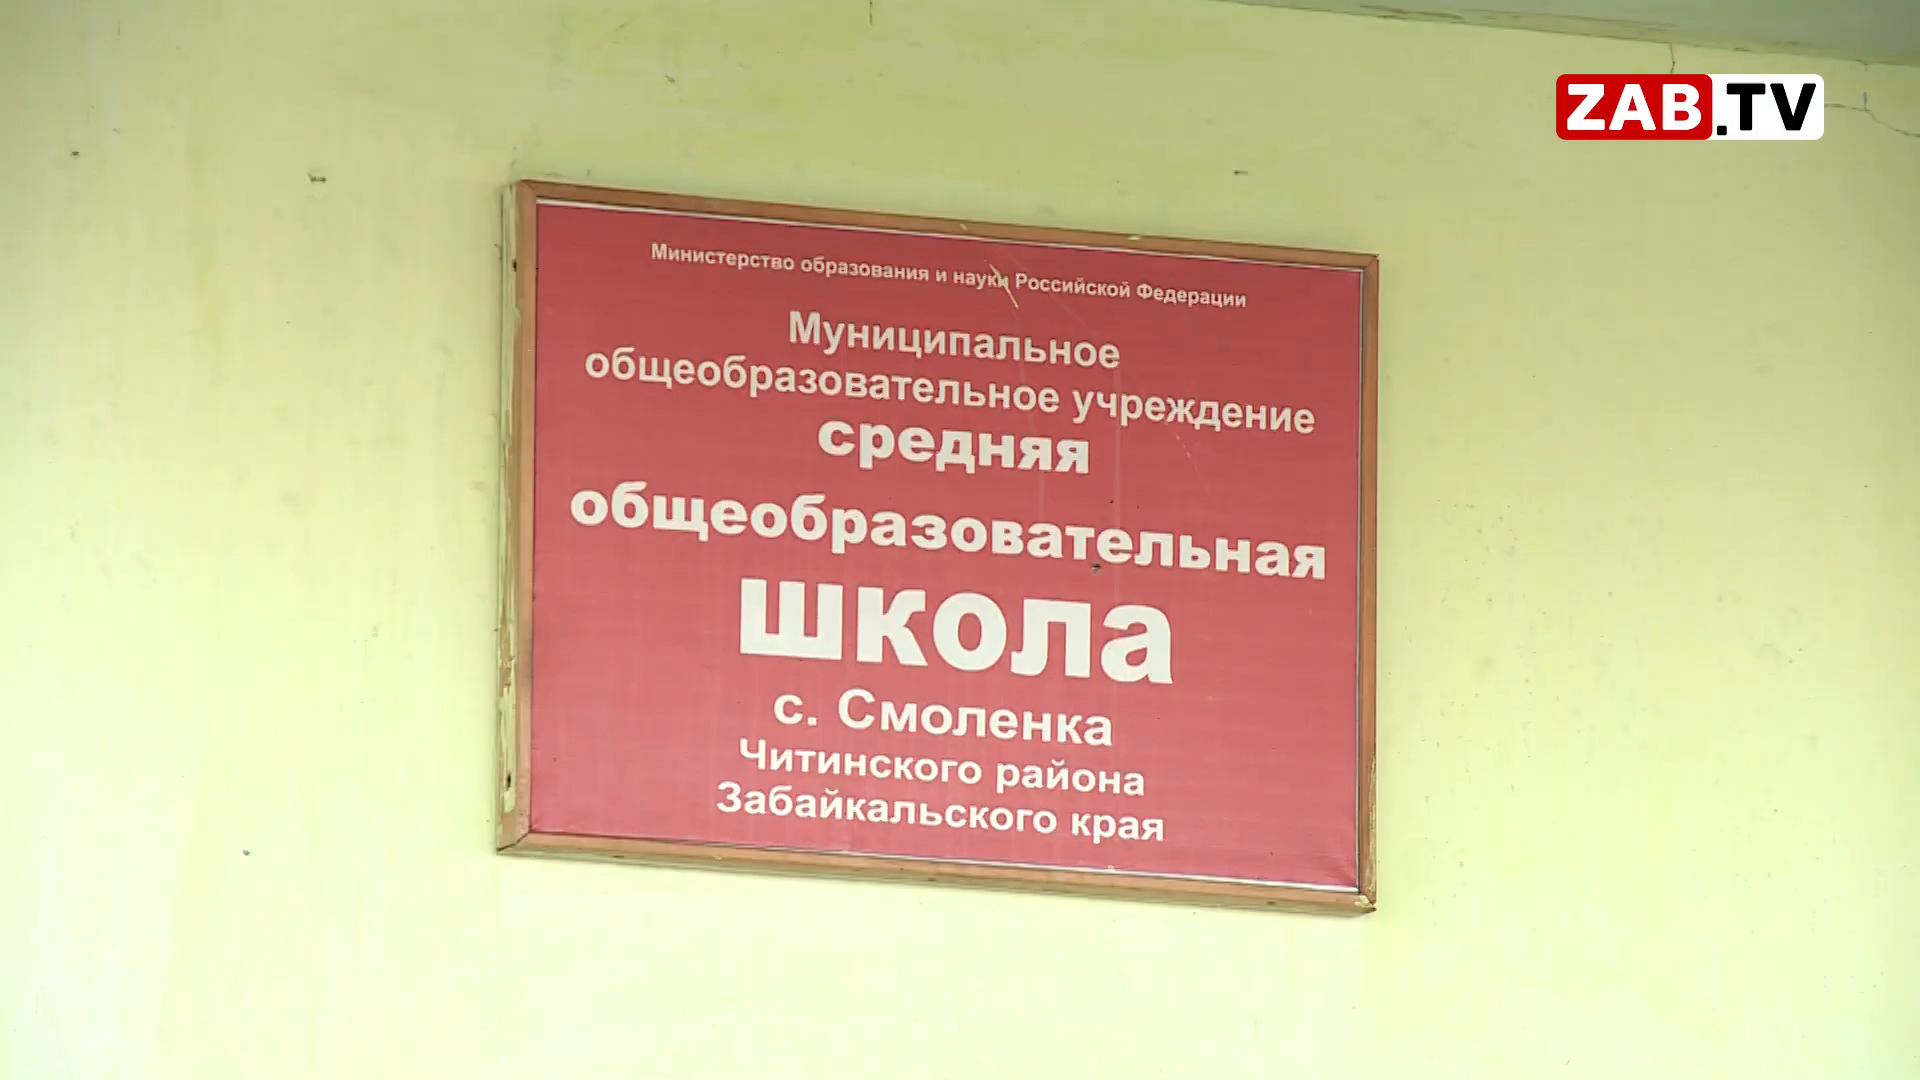 ZAB.TV
Министерство образования и науки Российской Федерации
Муниципальное
общеобразовательное учреждение
средняя
общеобразовательная
школа
с. Смоленка
Читинского района
Забайкальского края